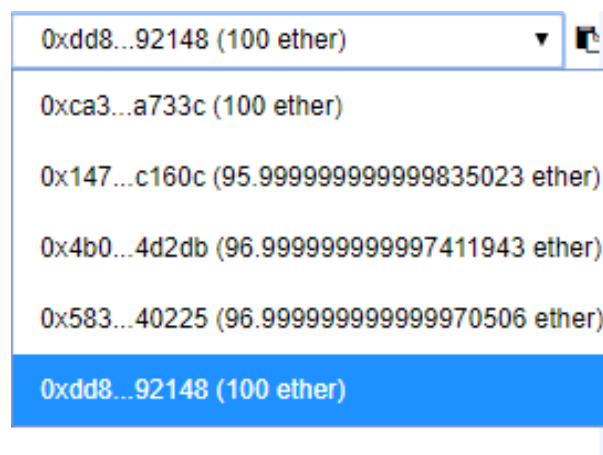 0xdd8...92148 (100 ether)
0xca3...a733c (100 ether)
0x147...c160c (95.999999999999835023 ether)
0x4b0...4d2db (96.999999999997411943 ether)
0x583...40225 (96.999999999999970506 ether)
0xdd8...92148 (100 ether)